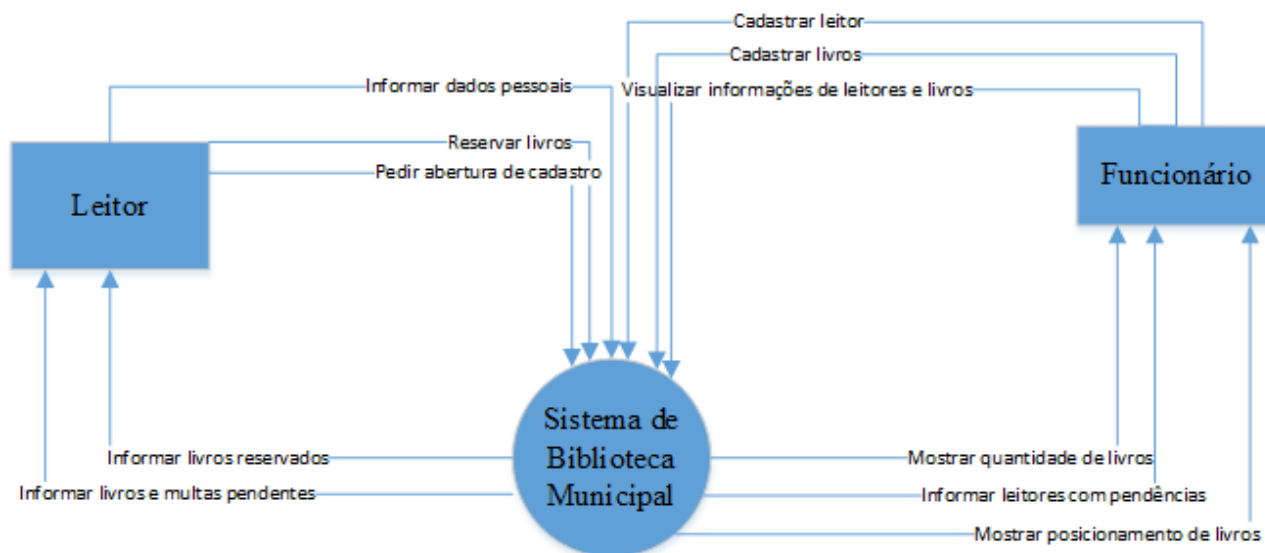 Cadastrar leitor
Cadastrar livros
Informar dados pessoais
Visualizar informações de leitores e livros
Reservar livros
Pedir abertura de cadastro
Leitor
Funcionário
Sistema de
Biblioteca
Municipal
Informar livros reservados
Informar livros e multas pendentes
Mostrar quantidade de livros
Informar leitores com pendências
Mostrar posicionamento de livros